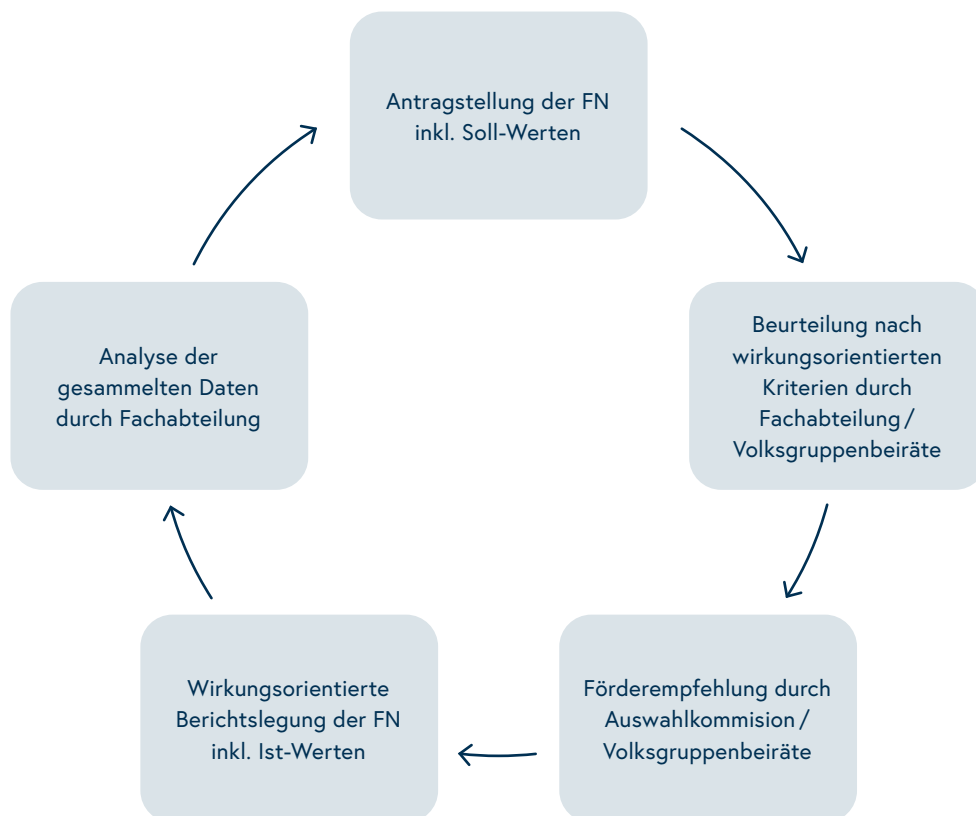 Antragstellung der FN
inkl. Soll-Werten
Beurteilung nach
wirkungsorientierten
Kriterien durch
Fachabteilung /
Volksgruppenbeiräte
Förderempfehlung durch
Auswahlkommision /
Volksgruppenbeiräte
Wirkungsorientierte
Berichtslegung der FN
inkl. Ist-Werten
Analyse der
gesammelten Daten
durch Fachabteilung